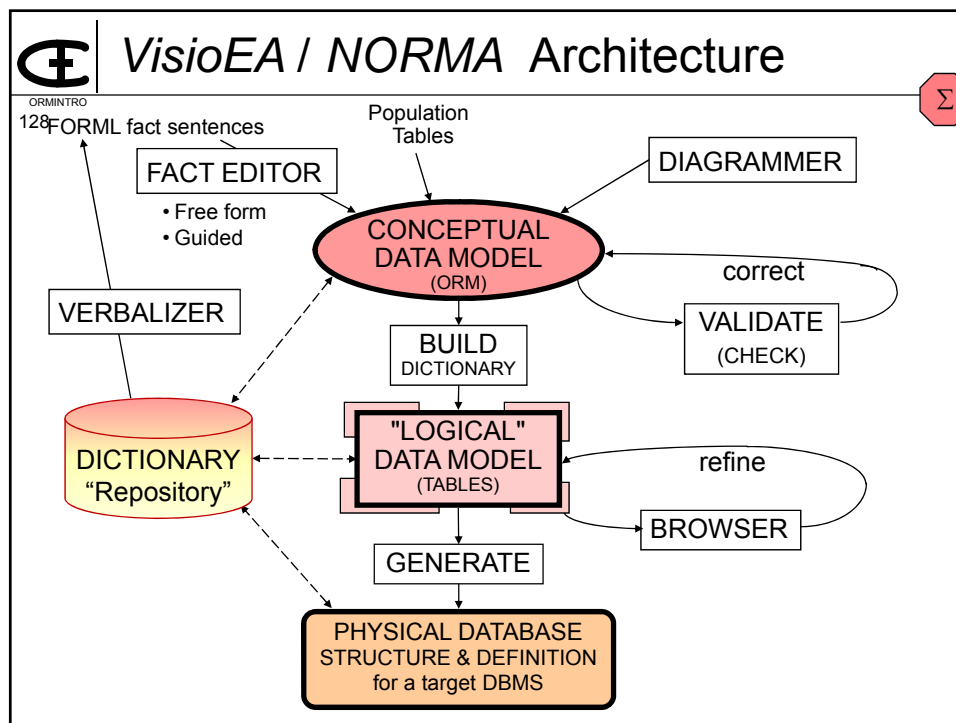 VisioEA / NORMA Architecture
ORMINTRO
128
Σ
FORML fact sentences
Population
Tables
FACT EDITOR
• Free form
• Guided
DIAGRAMMER
CONCEPTUAL
DATA MODEL
(ORM)
correct
VERBALIZER
VALIDATE
(CHECK)
BUILD
DICTIONARY
"LOGICAL"
DATA MODEL
(TABLES)
DICTIONARY
“Repository”
refine
BROWSER
GENERATE
PHYSICAL DATABASE
STRUCTURE & DEFINITION
for a target DBMS